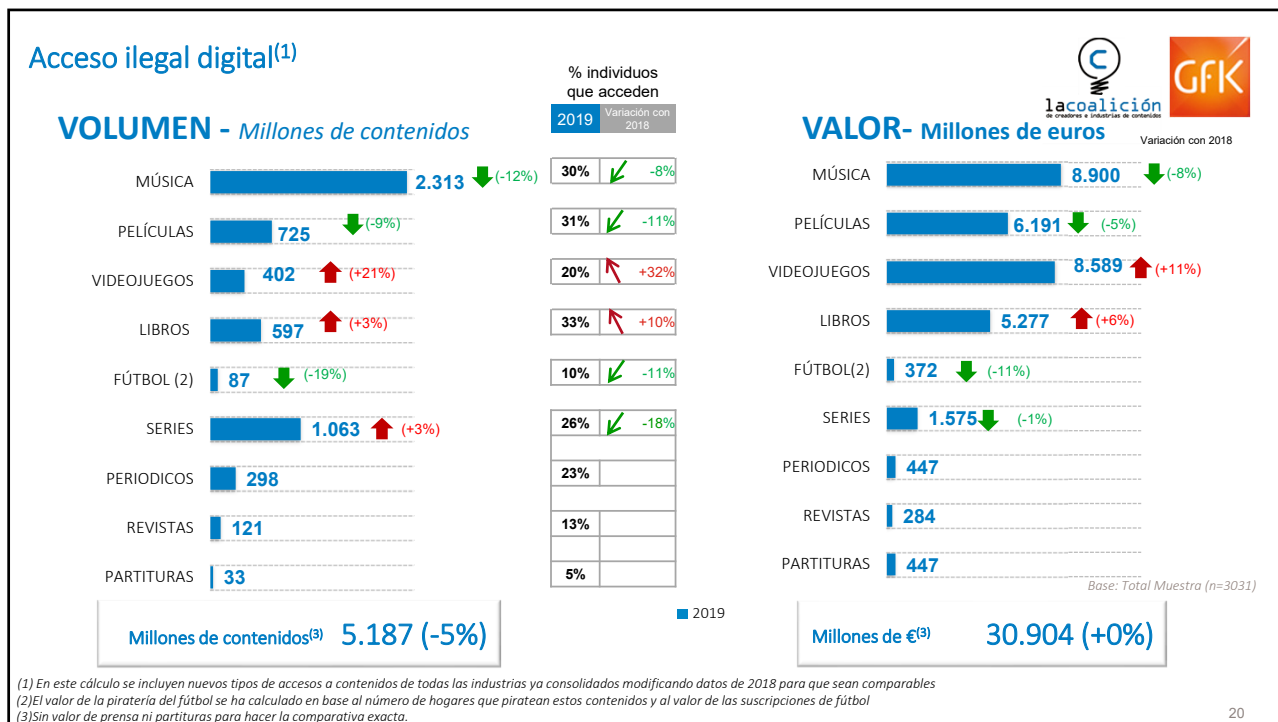 Acceso ilegal digital(1)
lacoalición
de creadores e industrias de contenidos
GFK
VOLUMEN - Millones de contenidos
% individuos
que acceden
2019
Variación con
2018
MÚSICA
2.313
(-12%)
30%
-8%
PELÍCULAS
725
(-9%)
31%
-11%
VIDEOJUEGOS
402
(+21%)
20%
+32%
LIBROS
597
(+3%)
33%
+10%
FÚTBOL (2)
87
(-19%)
10%
-11%
SERIES
1.063
(+3%)
26%
-18%
PERIODICOS
298
23%
REVISTAS
121
13%
PARTITURAS
33
5%
VALOR- Millones de euros
Variación con 2018
MÚSICA
8.900
(-8%)
PELÍCULAS
6.191
(-5%)
VIDEOJUEGOS
8.589
(+11%)
LIBROS
5.277
(+6%)
FÚTBOL(2)
372
(-11%)
SERIES
1.575
(-1%)
PERIODICOS
447
REVISTAS
284
PARTITURAS
447
Base: Total Muestra (n=3031)
2019
Millones de contenidos(3) 5.187 (-5%)
Millones de €(3) 30.904 (+0%)
(1) En este cálculo se incluyen nuevos tipos de accesos a contenidos de todas las industrias ya consolidados modificando datos de 2018 para que sean comparables
(2)El valor de la piratería del fútbol se ha calculado en base al número de hogares que piratean estos contenidos y al valor de las suscripciones de fútbol
(3)Sin valor de prensa ni partituras para hacer la comparativa exacta.
20